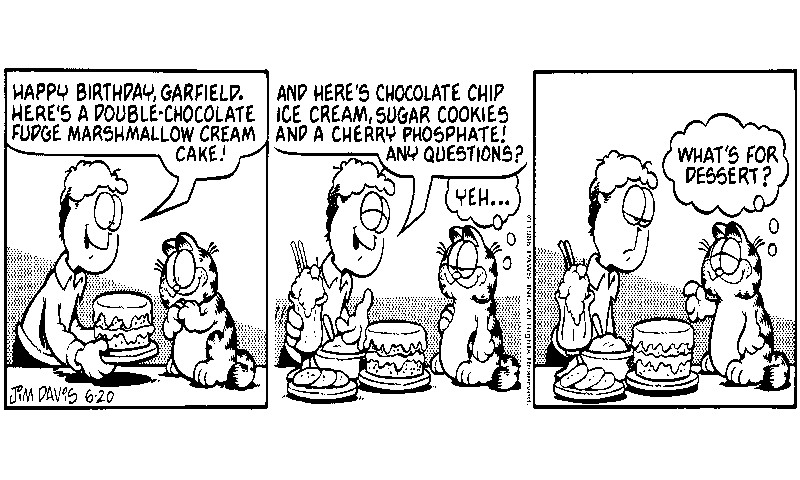 HAPPY BIRTHDAY, GARFIELD.
HERE'S A DOUBLE-CHOCOLATE
FUDGE MARSHMALLOW CREAM
CAKE!
JIM DAVIS 6·20
AND HERE'S CHOCOLATE CHIP
ICE CREAM, SUGAR COOKIES
AND A CHERRY PHOSPHATE!
ANY QUESTIONS?
YEH...
WHAT'S FOR
DESSERT?